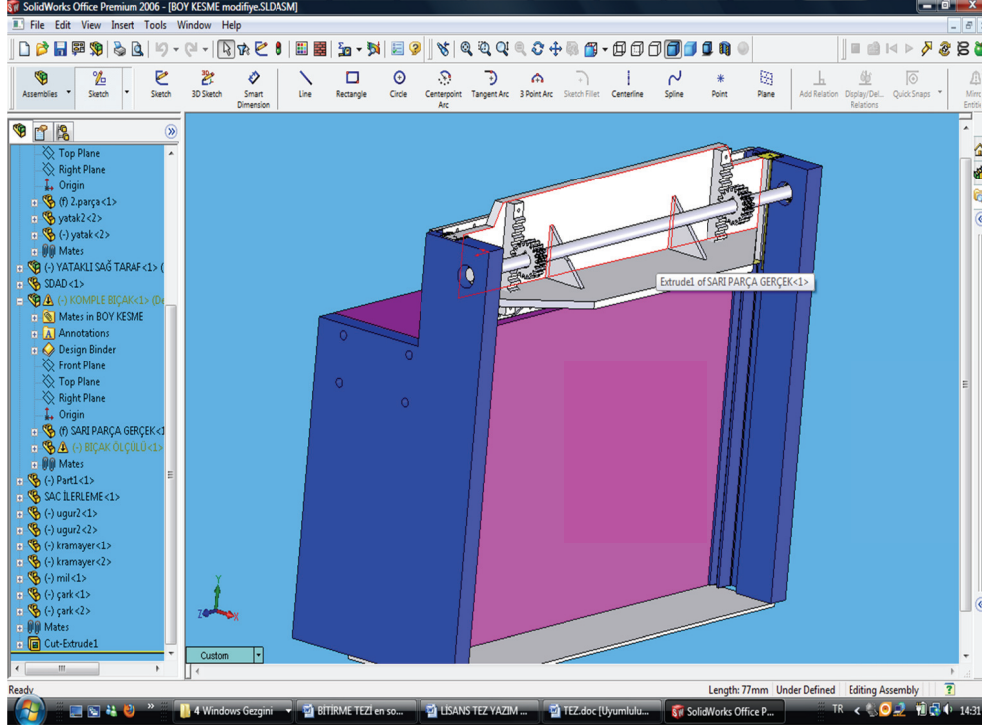 SolidWorks Office Premium 2006 - [BOY KESME modifiye.SLDASM]
File Edit View Insert Tools Window Help
Assemblies Sketch Sketch 3D Sketch Smart Dimension Line Rectangle Circle Centerpoint Arc Tangent Arc 3 Point Arc Sketch Fillet Centerline Spline Point Plane Add Relation Display/Del... Relations Quick Snaps
Top Plane
Right Plane
Origin
(f) 2.parça<1>
yatak2<2>
(-) yatak<2>
Mates
(-) YATAKLI SAĞ TARAF<1> (
SDAD<1>
(-) KOMPLE BIÇAK<1> (De
Mates in BOY KESME
Annotations
Design Binder
Front Plane
Top Plane
Right Plane
Origin
(f) SARI PARÇA GERÇEK<1
(-) BIÇAK ÖLÇÜLÜ<1>
Mates
(-) Part1<1>
SAC İLERLEME<1>
(-) ugur2<1>
(-) ugur2<2>
(-) kramayer<1>
(-) kramayer<2>
(-) mil<1>
(-) çark<1>
(-) çark<2>
Mates
Cut-Extrude1
Extrude1 of SARI PARÇA GERÇEK<1>
Y
Z X
Custom
Ready Length: 77mm Under Defined Editing Assembly
4 Windows Gezgini BİTİRME TEZİ en so... LİSANS TEZ YAZIM ... TEZ.doc [Uyumlulu... SolidWorks Office P... TR 14:31